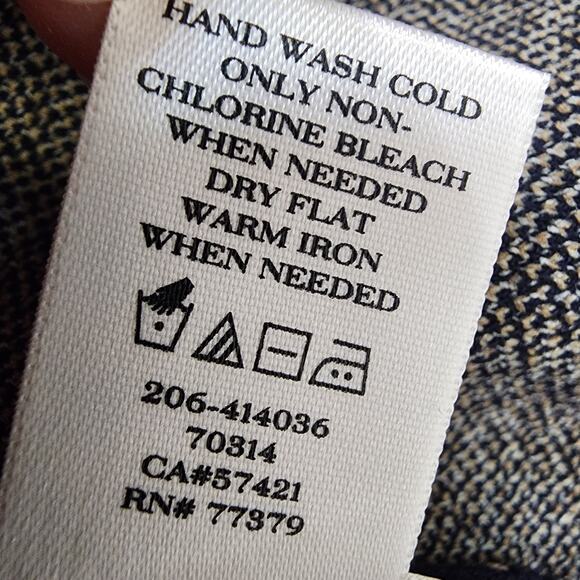 HAND WASH COLD
ONLY NON-
CHLORINE BLEACH
WHEN NEEDED
DRY FLAT
WARM IRON
WHEN NEEDED
206-414036
70314
CA#57421
RN# 77379